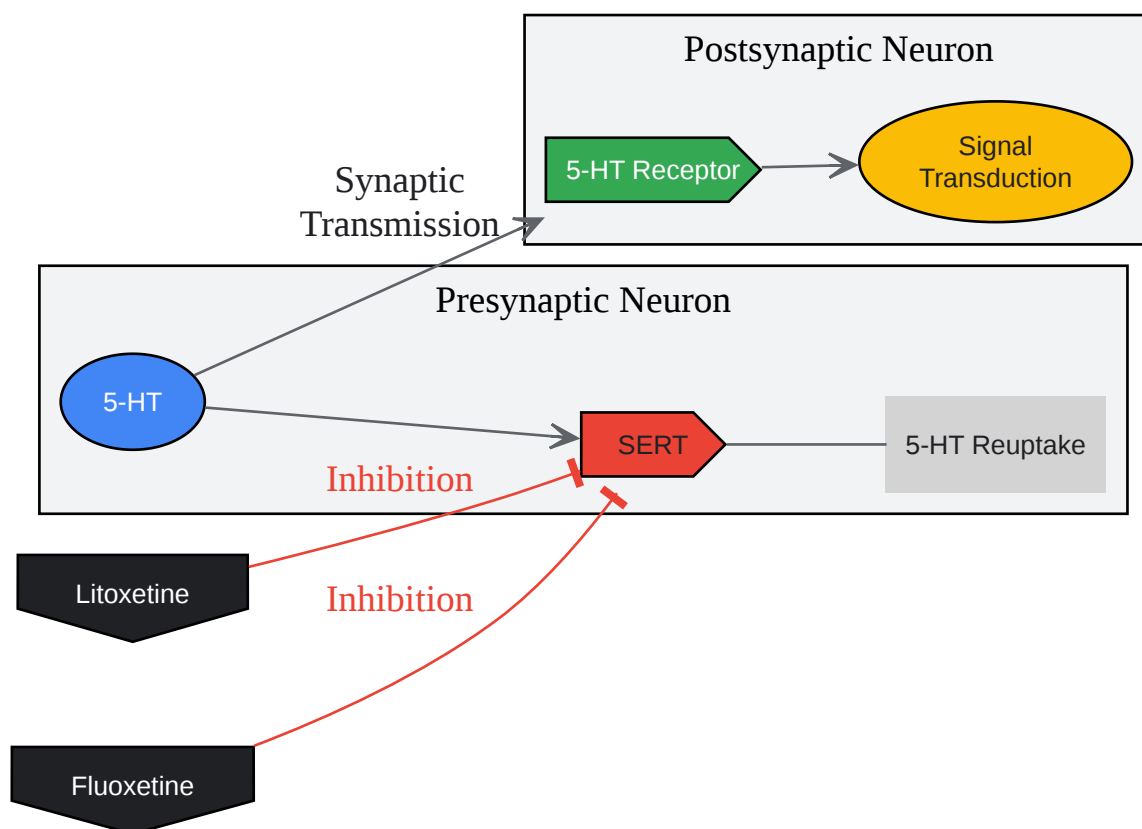 Postsynaptic Neuron
5-HT Receptor
Signal
Transduction
Synaptic
Transmission
Presynaptic Neuron
5-HT
SERT
5-HT Reuptake
Inhibition
Litoxetine
Inhibition
Fluoxetine